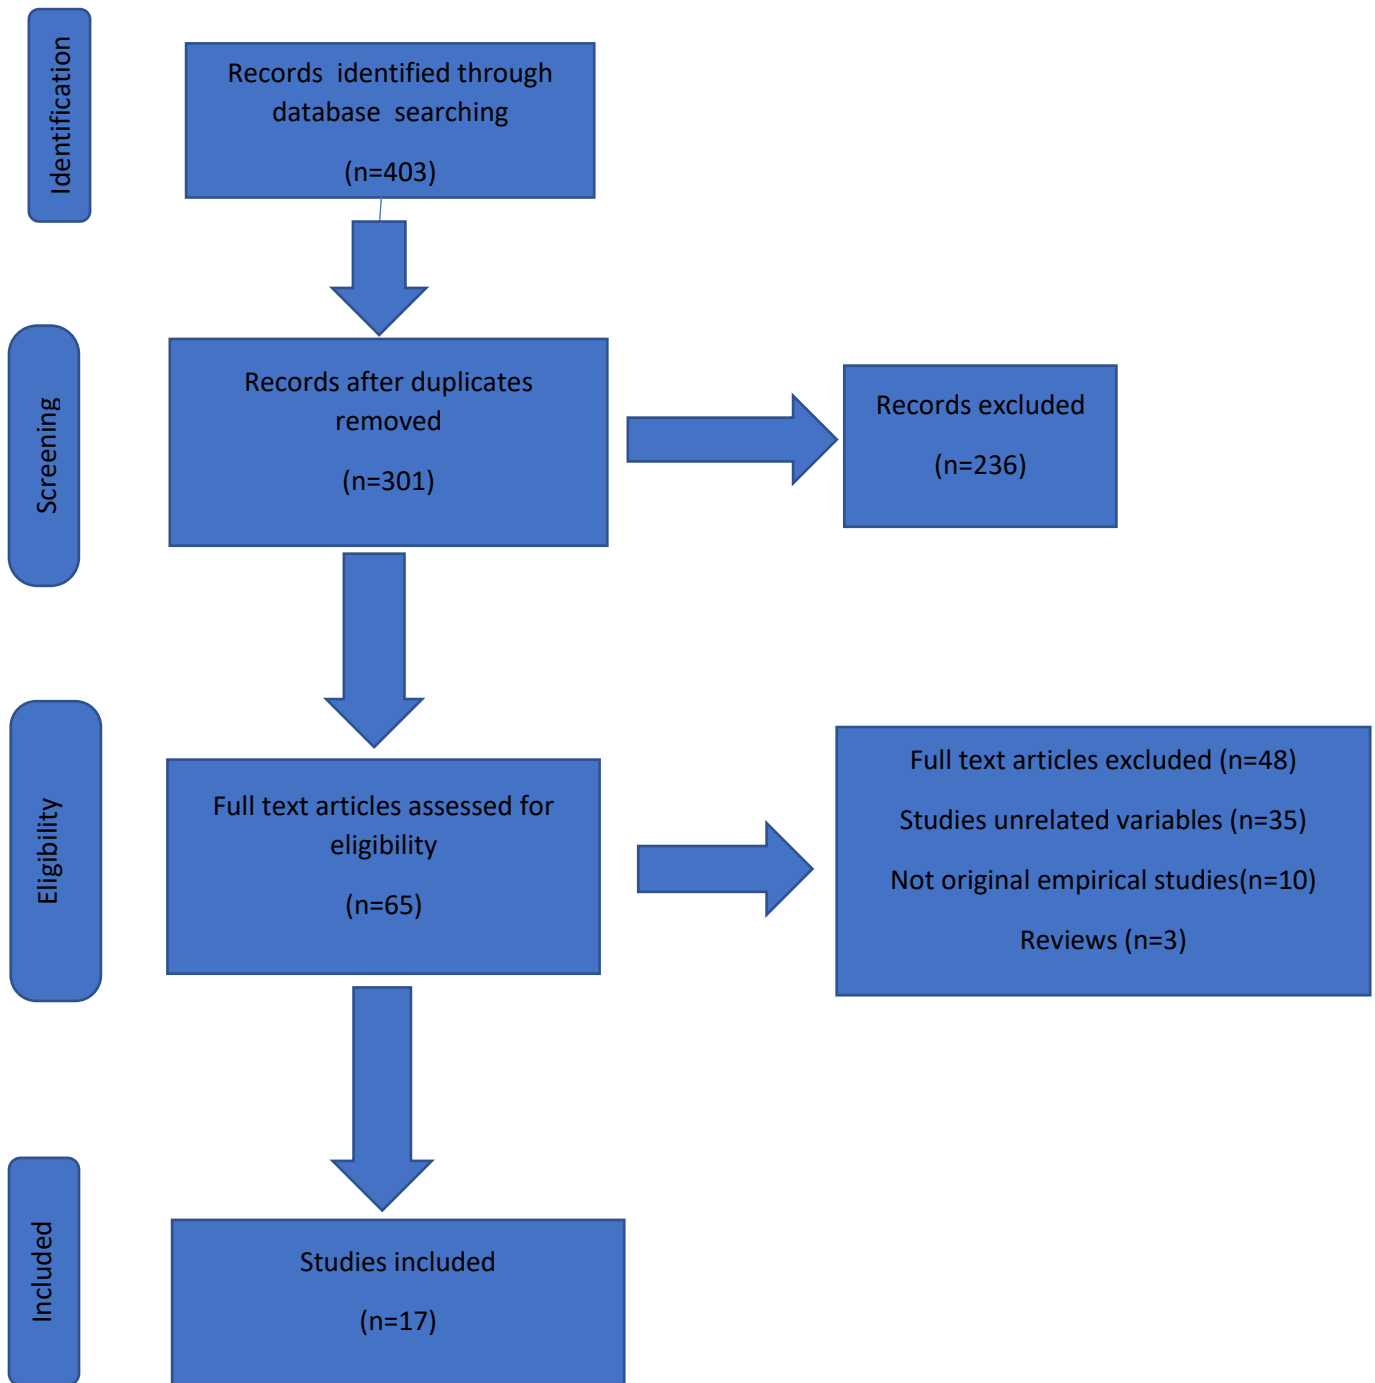 Identification
Records  identified through
database  searching
(n=403)
Screening
Records after duplicates
removed
(n=301)
Records excluded
(n=236)
Eligibility
Full text articles assessed for
eligibility
(n=65)
Full text articles excluded (n=48)
Studies unrelated variables (n=35)
Not original empirical studies(n=10)
Reviews (n=3)
Included
Studies included
(n=17)